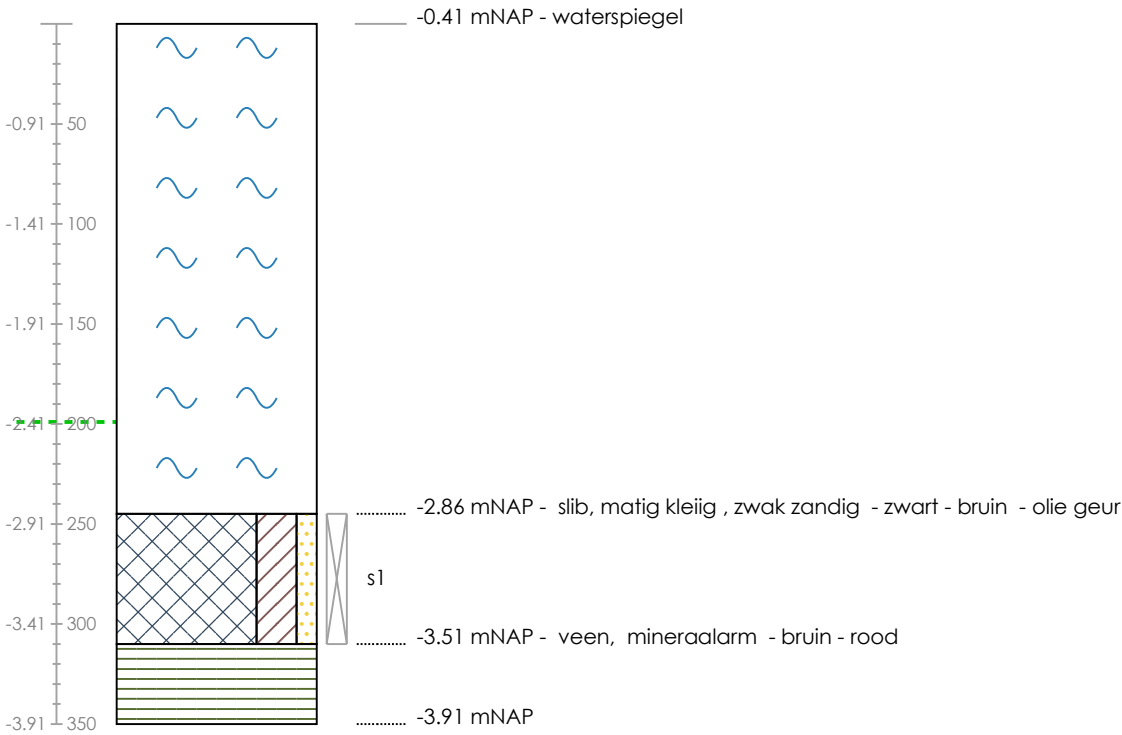 -0.41 mNAP - waterspiegel
-0.91 50
-1.41 100
-1.91 150
-2.41 200
-2.86 mNAP - slib, matig kleiig , zwak zandig - zwart - bruin - olie geur
-2.91 250
s1
-3.41 300
-3.51 mNAP - veen, mineraalarm - bruin - rood
-3.91 mNAP
-3.91 350